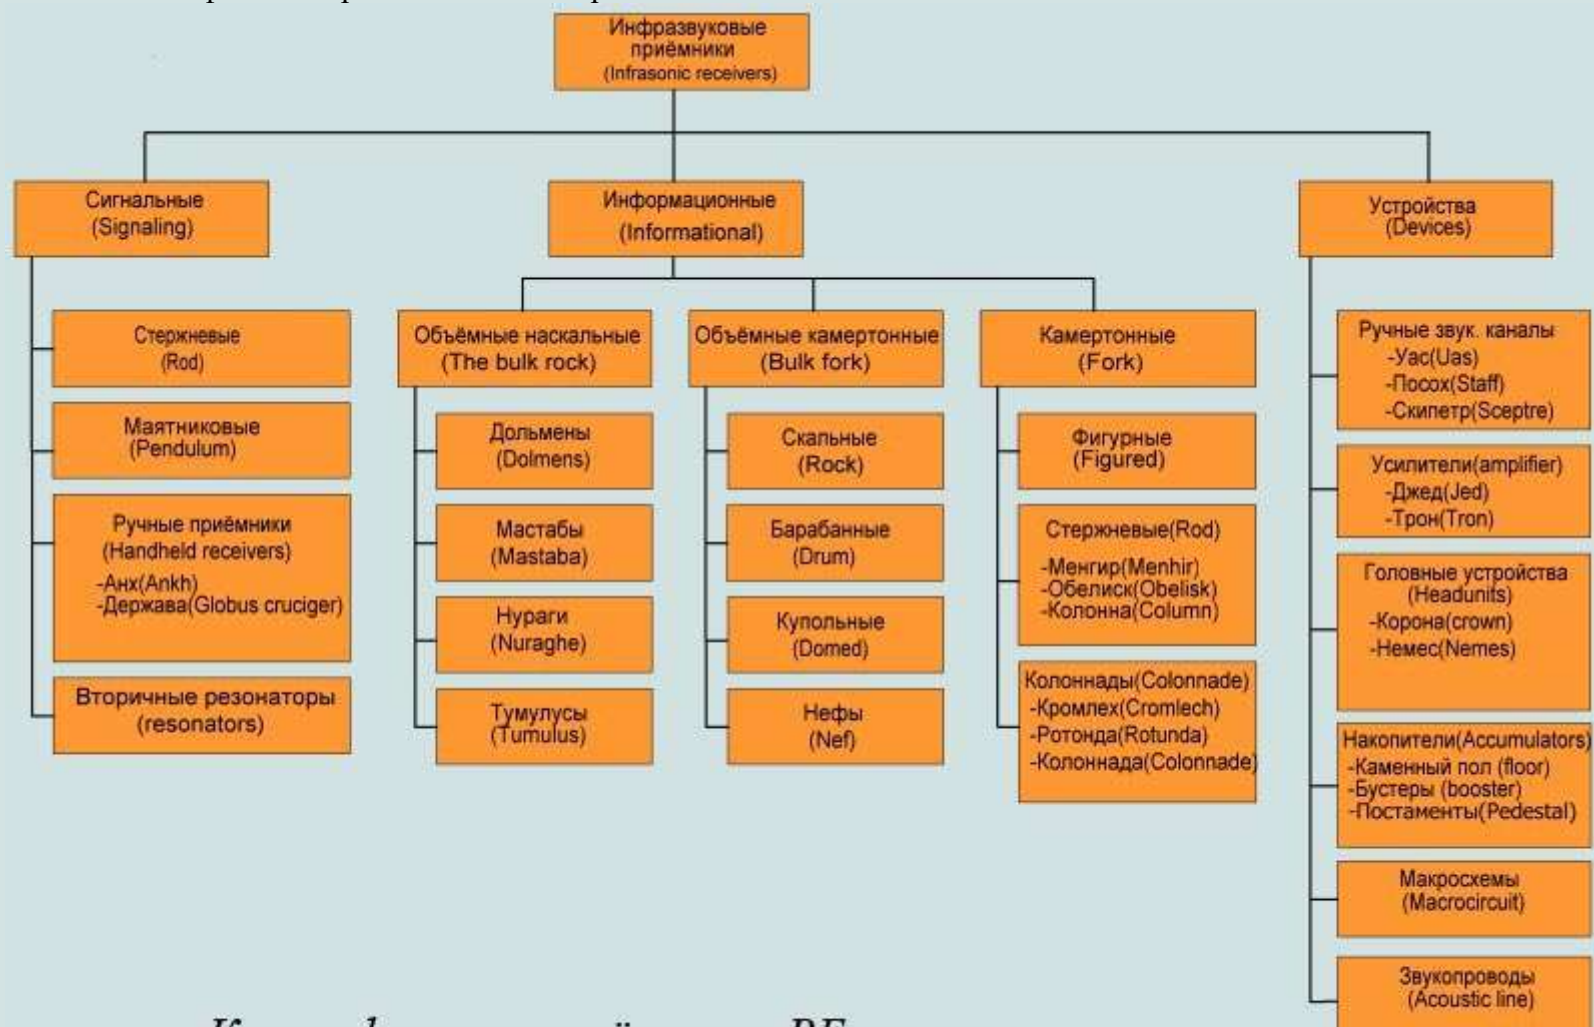 Инфразвуковые
приёмники
(Infrasonic receivers)
Сигнальные
(Signaling)
Информационные
(Informational)
Устройства
(Devices)
Стержневые
(Rod)
Маятниковые
(Pendulum)
Ручные приёмники
(Handheld receivers)
-Анх(Ankh)
-Держава(Globus cruciger)
Вторичные резонаторы
(resonators)
Объёмные наскальные
(The bulk rock)
Дольмены
(Dolmens)
Мастабы
(Mastaba)
Нураги
(Nuraghe)
Тумулусы
(Tumulus)
Объёмные камертонные
(Bulk fork)
Скальные
(Rock)
Барабанные
(Drum)
Купольные
(Domed)
Нефы
(Nef)
Камертонные
(Fork)
Фигурные
(Figured)
Стержневые(Rod)
-Менгир(Menhir)
-Обелиск(Obelisk)
-Колонна(Column)
Колоннады(Colonnade)
-Кромлех(Cromlech)
-Ротонда(Rotunda)
-Колоннада(Colonnade)
Ручные звук. каналы
-Уас(Uas)
-Посох(Staff)
-Скипетр(Sceptre)
Усилители(amplifier)
-Джед(Jed)
-Трон(Tron)
Головные устройства
(Headunits)
-Корона(crown)
-Немес(Nemes)
Накопители(Accumulators)
-Каменный пол (floor)
-Бустеры (booster)
-Постаменты(Pedestal)
Макросхемы
(Macrocircuit)
Звукопроводы
(Acoustic line)